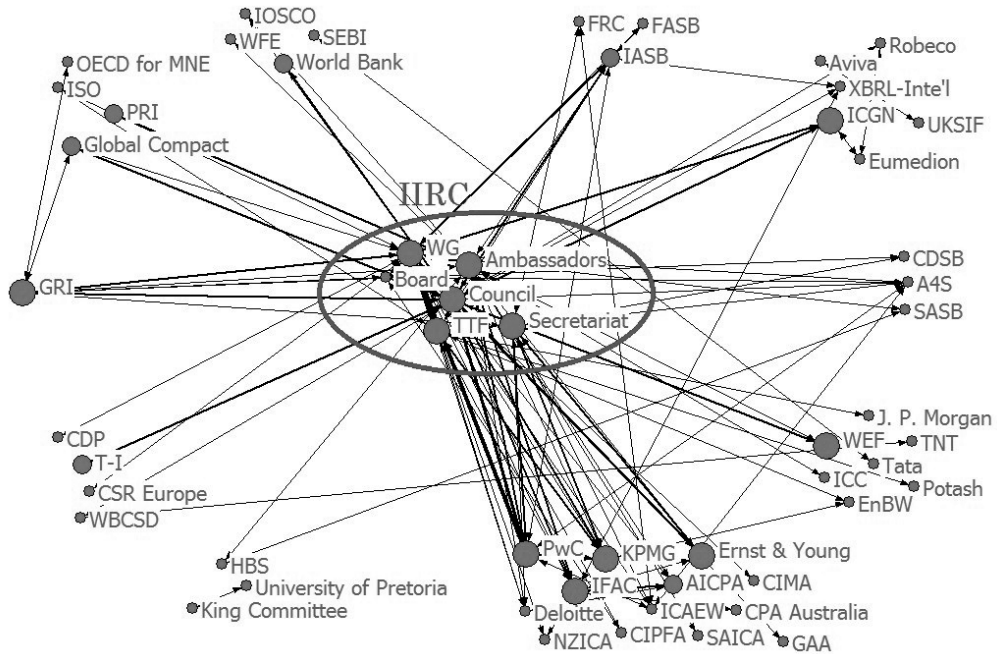 IOSCO
WFE
SEBI
World Bank
FRC
FASB
IASB
Robeco
Aviva
XBRL-Inte'l
ICGN
UKSIF
Eumedion
OECD for MNE
ISO
PRI
Global Compact
IIRC
WG
Ambassadors
Board
Council
TTF
Secretariat
GRI
CDSB
A4S
SASB
J. P. Morgan
WEF
TNT
Tata
ICC
Potash
EnBW
CDP
T-I
CSR Europe
WBCSD
HBS
University of Pretoria
King Committee
PwC
KPMG
Ernst & Young
IFAC
AICPA
CIMA
Deloitte
ICAEW
CPA Australia
NZICA
CIPFA
SAICA
GAA